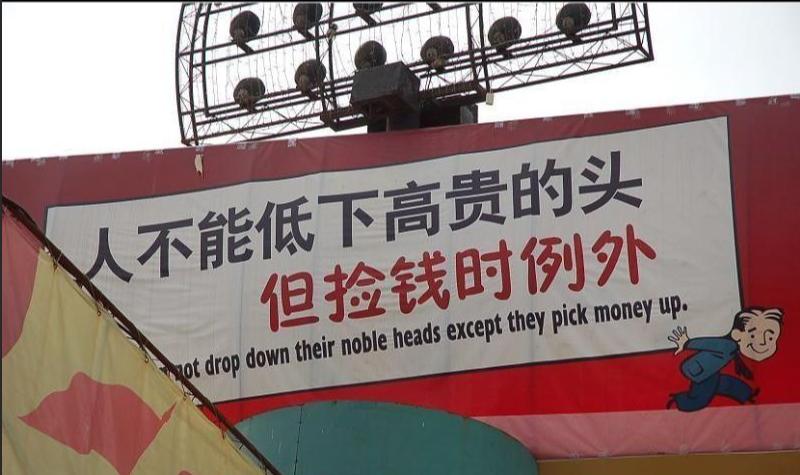 人不能低下高贵的头
但捡钱时例外
not drop down their noble heads except they pick money up.